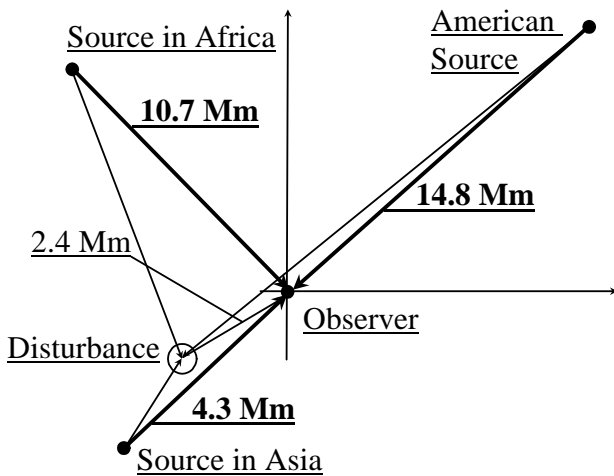 American
Source in Africa
Source
10.7 Mm
14.8 Mm
2.4 Mm
Observer
Disturbance
4.3 Mm
Source in Asia